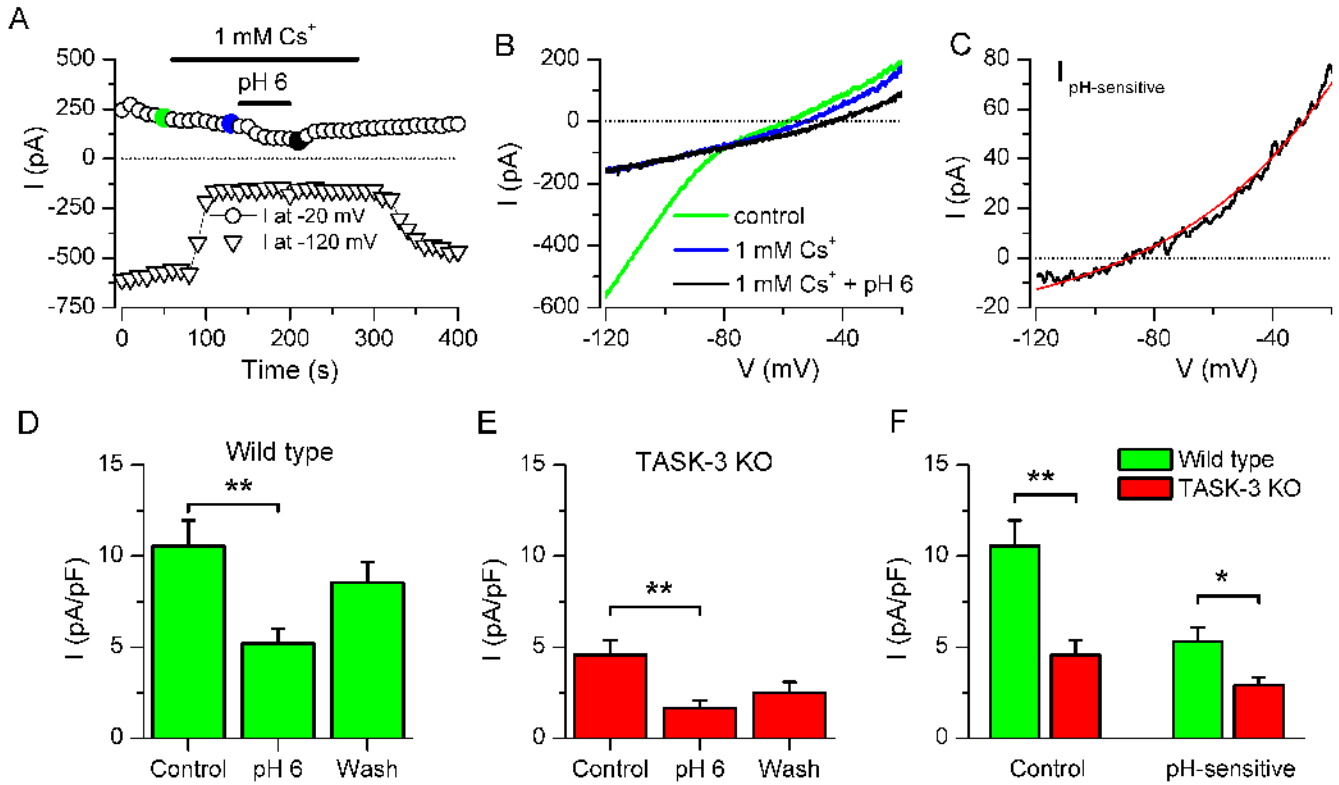 A
1 mM Cs⁺
pH 6
500
250
0
-250
-500
-750
I (pA)
I at -20 mV
I at -120 mV
0
100
200
300
400
Time (s)
B
200
0
-200
-400
-600
I (pA)
control
1 mM Cs⁺
1 mM Cs⁺ + pH 6
-120
-80
-40
V (mV)
C
80
60
40
20
0
-20
I (pA)
I pH-sensitive
-120
-80
-40
V (mV)
D
Wild type
15
10
5
0
I (pA/pF)
**
Control
pH 6
Wash
E
TASK-3 KO
15
10
5
0
I (pA/pF)
**
Control
pH 6
Wash
F
Wild type
TASK-3 KO
15
10
5
0
I (pA/pF)
**
*
Control
pH-sensitive